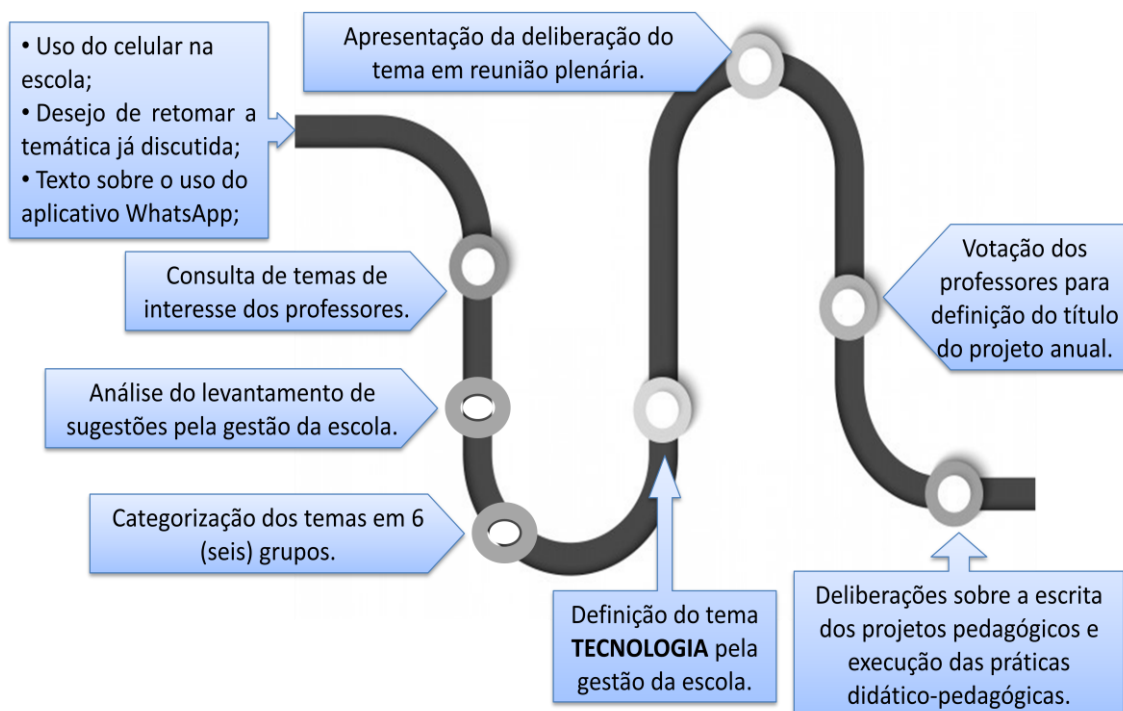 • Uso do celular na
escola;
• Desejo de retomar a
temática já discutida;
• Texto sobre o uso do
aplicativo WhatsApp;
Consulta de temas de
interesse dos professores.
Análise do levantamento de
sugestões pela gestão da escola.
Categorização dos temas em 6
(seis) grupos.
Definição do tema
TECNOLOGIA pela
gestão da escola.
Apresentação da deliberação do
tema em reunião plenária.
Votação dos
professores para
definição do título
do projeto anual.
Deliberações sobre a escrita
dos projetos pedagógicos e
execução das práticas
didático-pedagógicas.